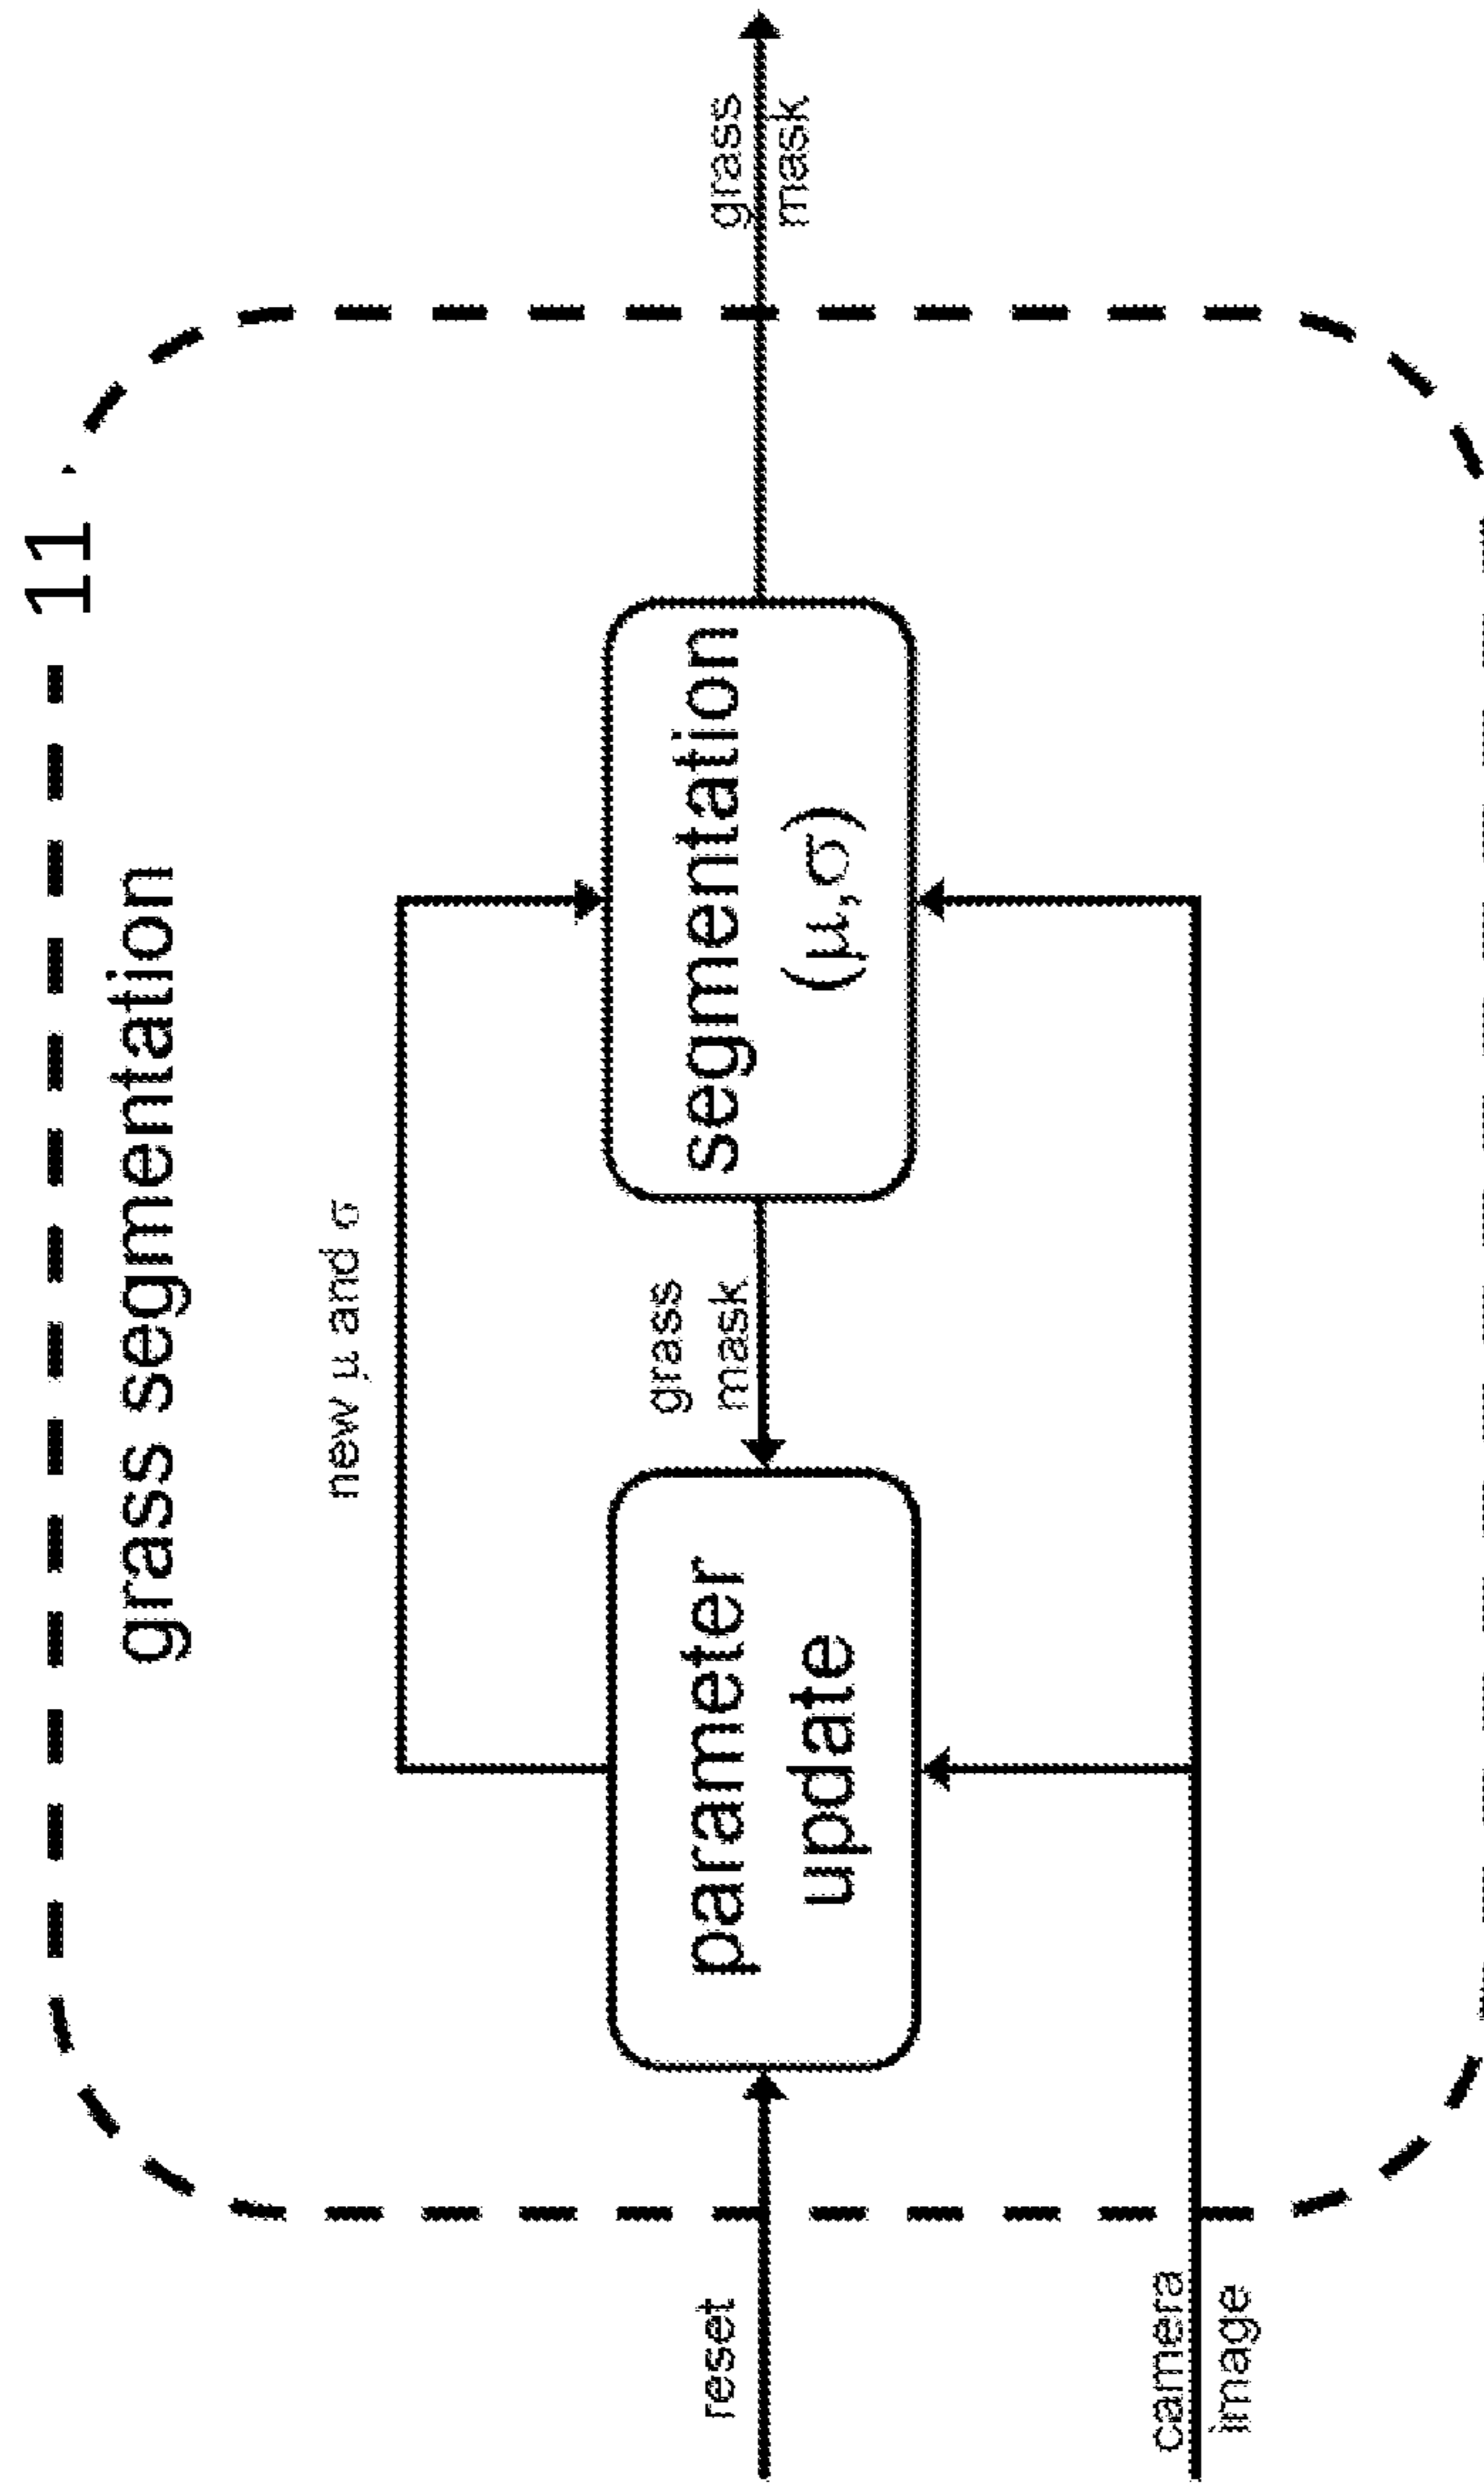 11
grass segmentation
new μ and σ
reset
parameter
update
grass
mask
segmentation
(μ,σ)
grass
mask
camera
image